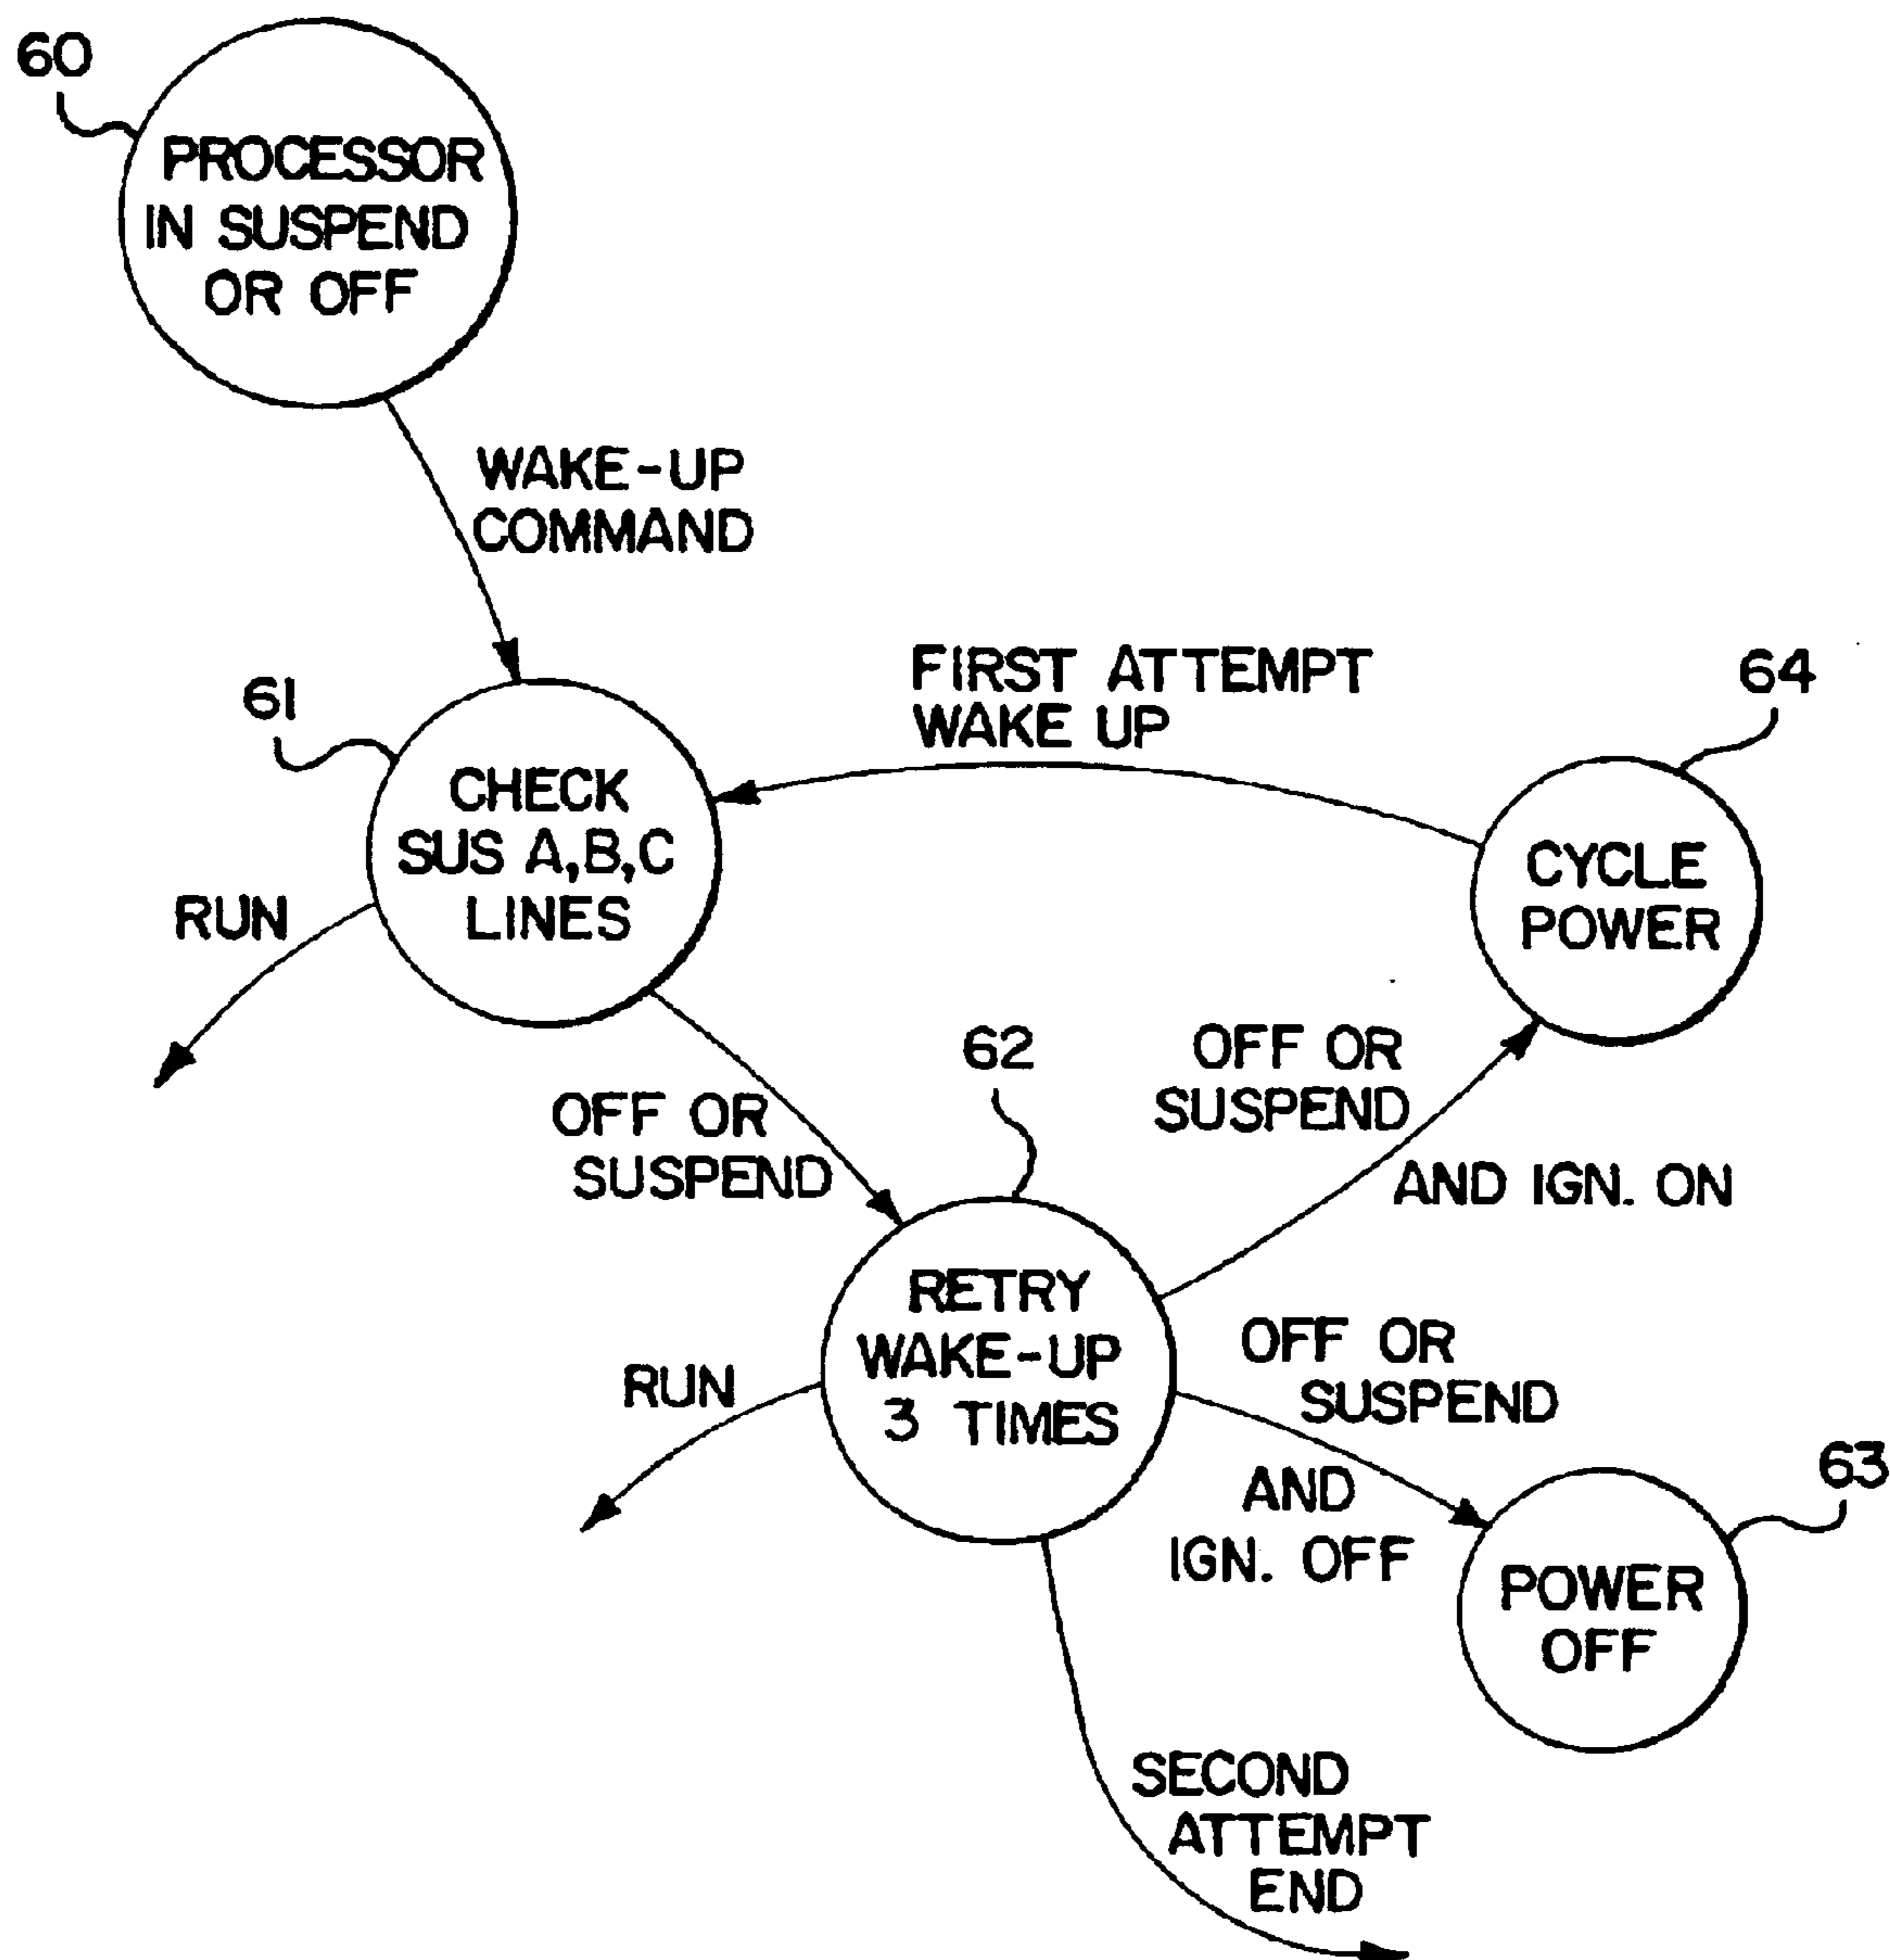 60
PROCESSOR
IN SUSPEND
OR OFF
WAKE-UP
COMMAND
FIRST ATTEMPT
WAKE UP
64
61
CHECK
SUS A,B,C
LINES
CYCLE
POWER
RUN
62
OFF OR
SUSPEND
AND IGN. ON
OFF OR
SUSPEND
RETRY
WAKE-UP
3 TIMES
RUN
OFF OR
SUSPEND
AND
IGN. OFF
63
POWER
OFF
SECOND
ATTEMPT
END